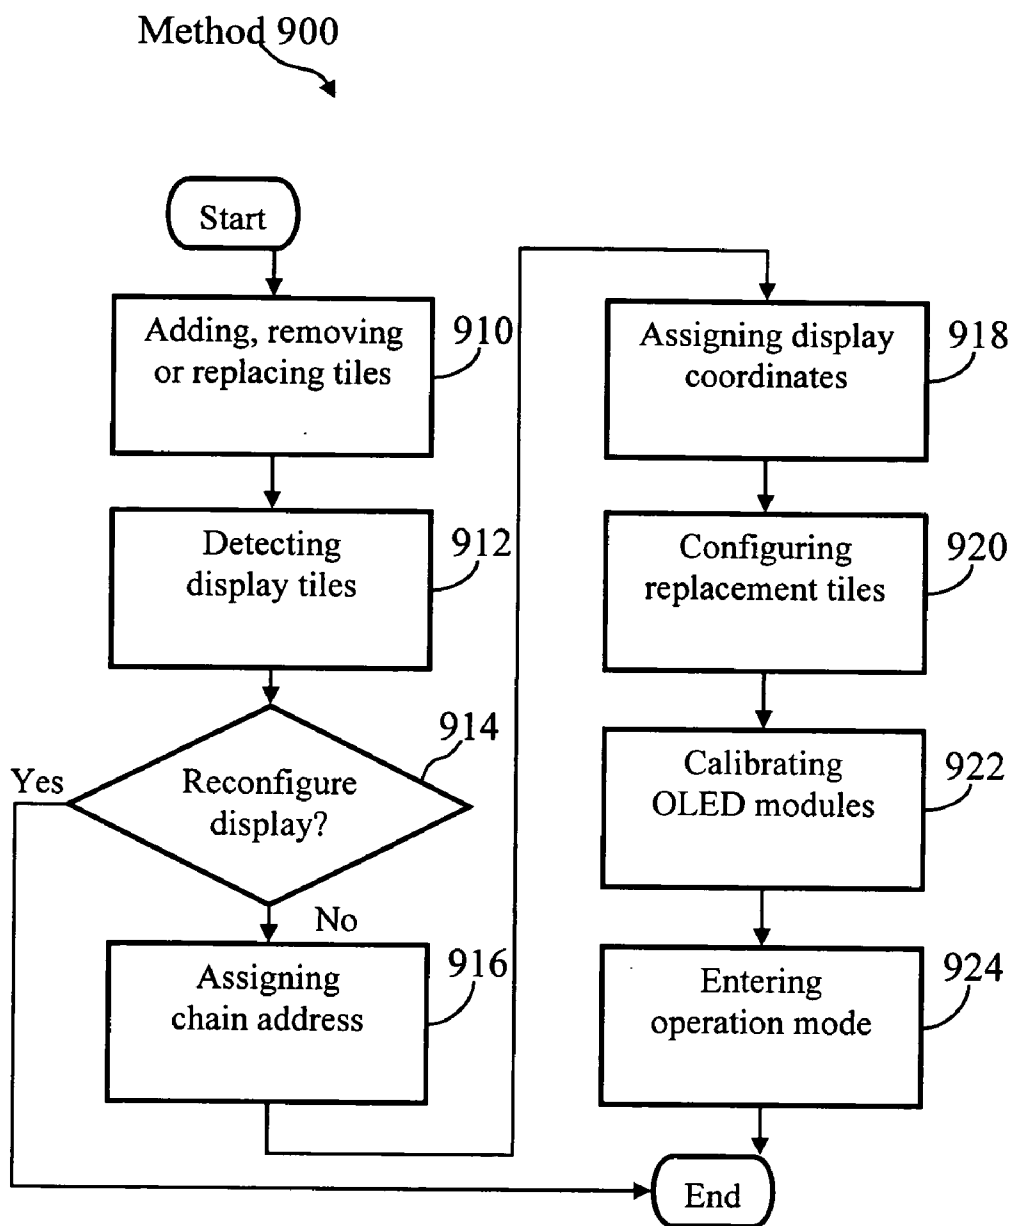 Method 900
Start
Adding, removing
or replacing tiles
910
Detecting
display tiles
912
Reconfigure
display?
914
Yes
No
Assigning
chain address
916
Assigning display
coordinates
918
Configuring
replacement tiles
920
Calibrating
OLED modules
922
Entering
operation mode
924
End